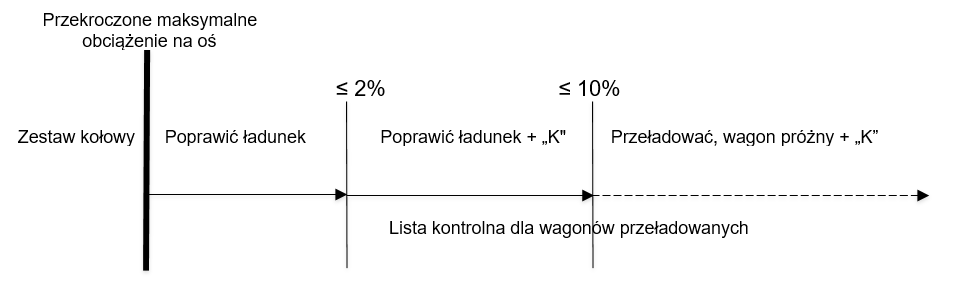 Przekroczone maksymalne
obciążenie na oś
≤ 2%
≤ 10%
Zestaw kołowy
Poprawić ładunek
Poprawić ładunek + „K"
Przeładować, wagon próżny + „K”
Lista kontrolna dla wagonów przeładowanych